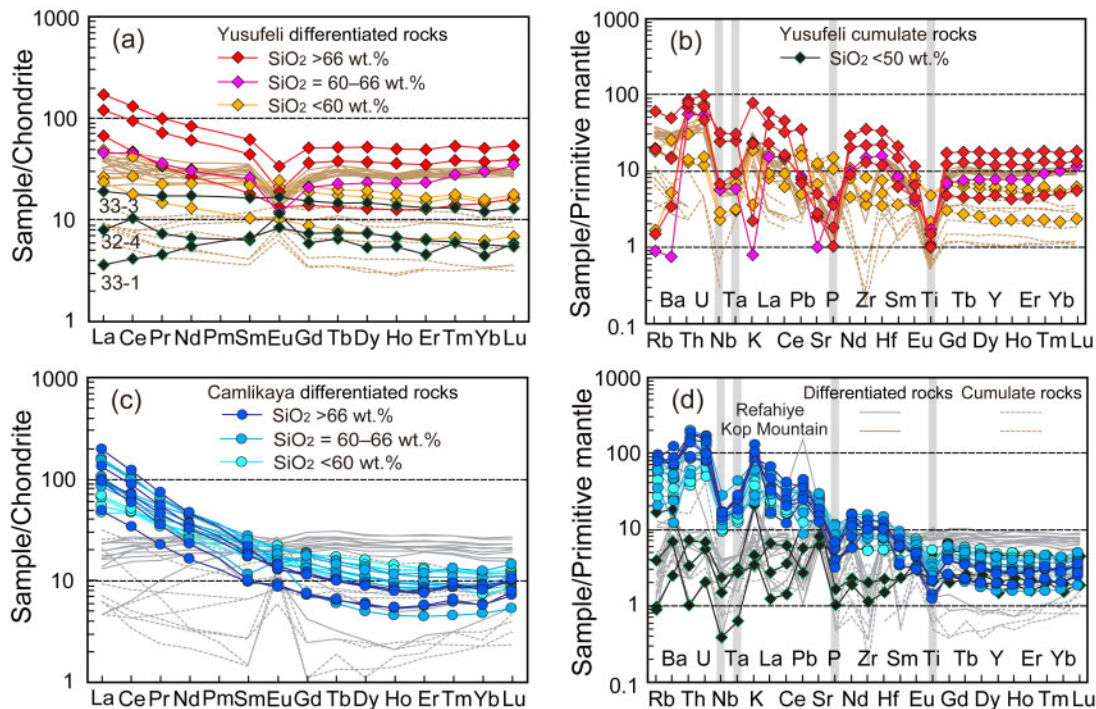 (a)
Yusufeli differentiated rocks
SiO2 >66 wt.%
SiO2 = 60–66 wt.%
SiO2 <60 wt.%
Sample/Chondrite
1000
100
10
1
33-3
32-4
33-1
La Ce Pr Nd Pm Sm Eu Gd Tb Dy Ho Er Tm Yb Lu
(b)
Yusufeli cumulate rocks
SiO2 <50 wt.%
Sample/Primitive mantle
1000
100
10
1
0.1
Ba U Ta La Pb P Zr Sm Ti Tb Y Er Yb
Rb Th Nb K Ce Sr Nd Hf Eu Gd Dy Ho Tm Lu
(c)
Camlikaya differentiated rocks
SiO2 >66 wt.%
SiO2 = 60–66 wt.%
SiO2 <60 wt.%
Sample/Chondrite
1000
100
10
1
La Ce Pr Nd Pm Sm Eu Gd Tb Dy Ho Er Tm Yb Lu
(d)
Differentiated rocks Cumulate rocks
Refahiye
Kop Mountain
Sample/Primitive mantle
1000
100
10
1
0.1
Ba U Ta La Pb P Zr Sm Ti Tb Y Er Yb
Rb Th Nb K Ce Sr Nd Hf Eu Gd Dy Ho Tm Lu